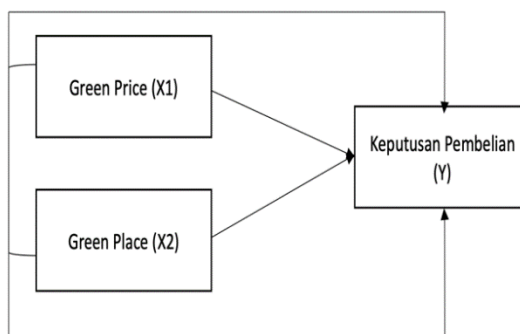 Green Price (X1)
Keputusan Pembelian
(Y)
Green Place (X2)